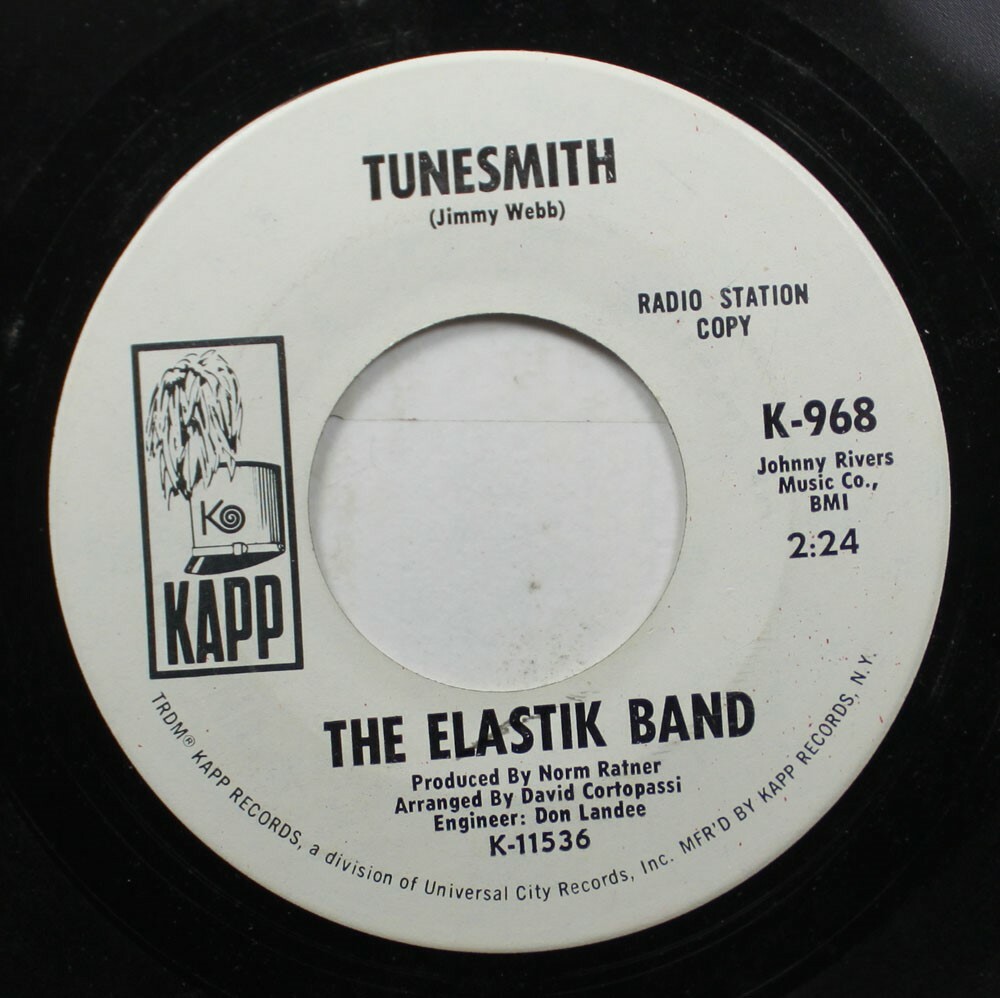 TUNESMITH
(Jimmy Webb)
RADIO STATION
COPY
K-968
Johnny Rivers
Music Co.,
BMI
2:24
K
KAPP
THE ELASTIK BAND
Produced By Norm Ratner
Arranged By David Cortopassi
Engineer: Don Landee
K-11536
TRDM® KAPP RECORDS, a division of Universal City Records, Inc. MFR'D BY KAPP RECORDS, N.Y.